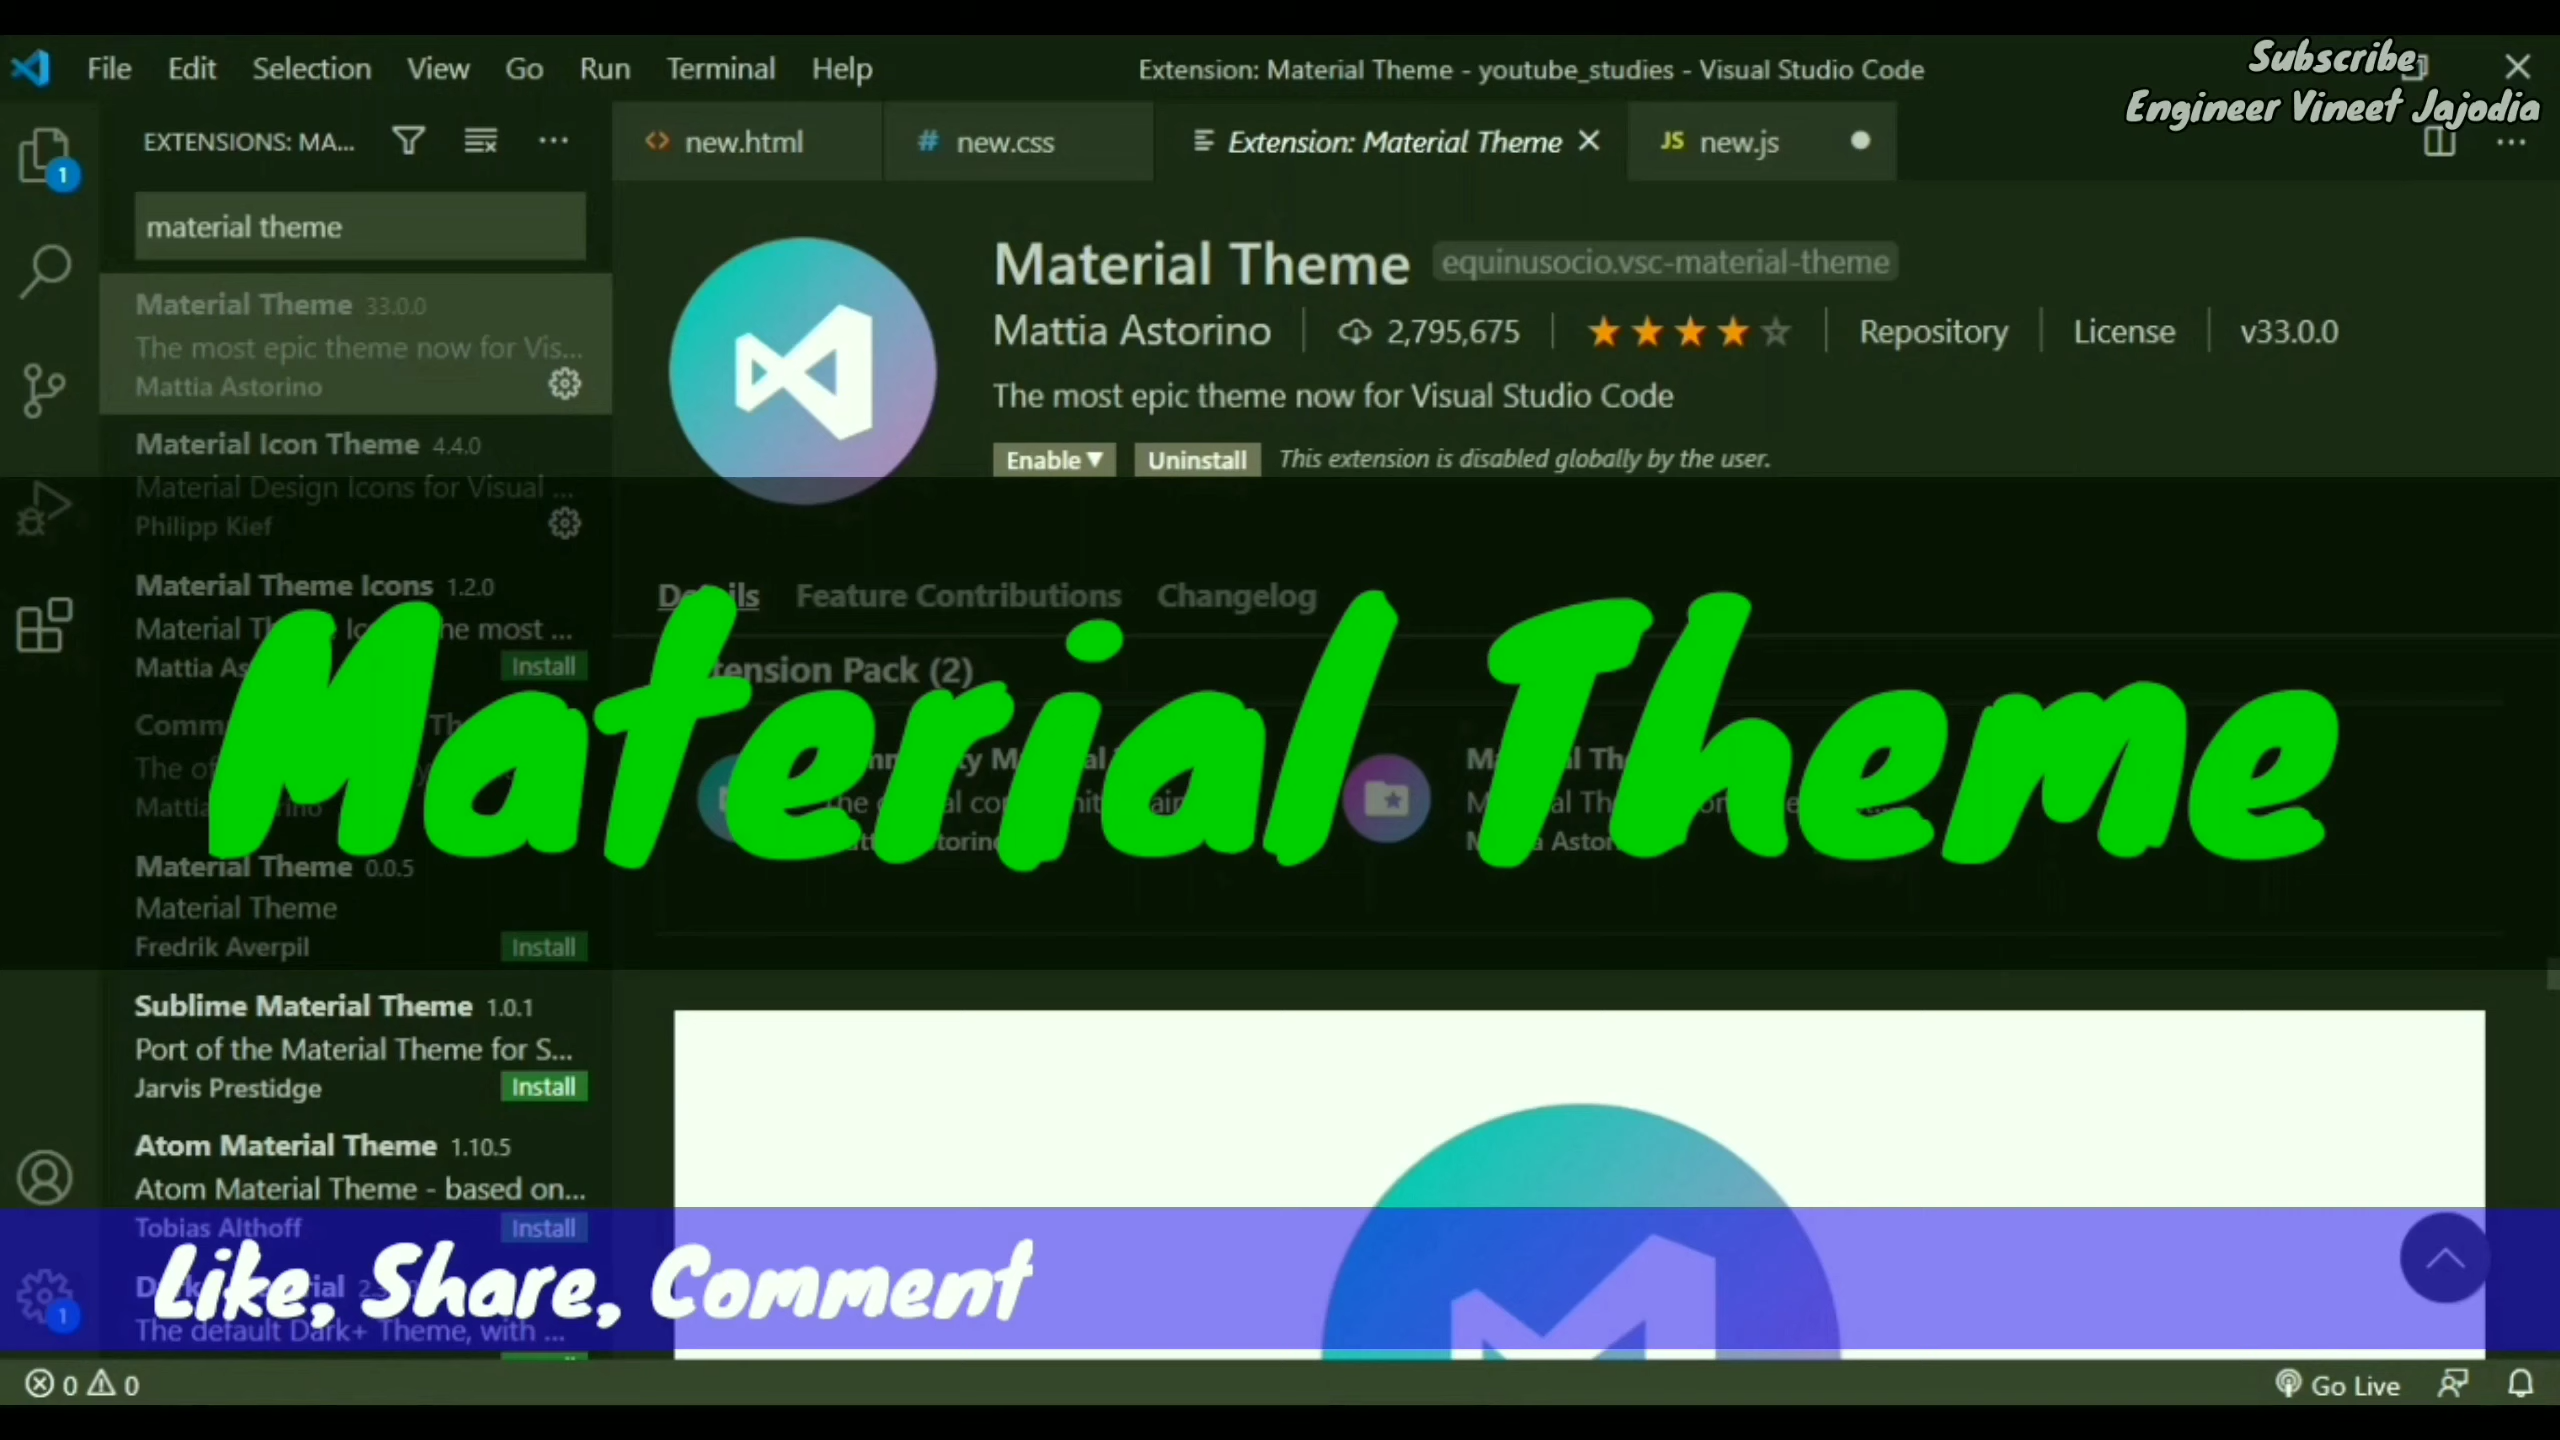 File Edit Selection View Go Run Terminal Help
Extension: Material Theme - youtube_studies - Visual Studio Code
Subscribe
Engineer Vineet Jajodia
EXTENSIONS: MA...
new.html
new.css
Extension: Material Theme
JS new.js
material theme
Material Theme 33.0.0
The most epic theme now for Vis...
Mattia Astorino
Material Icon Theme 4.4.0
Material Design Icons for Visual ...
Philipp Kief
Material Theme Icons 1.2.0
Install
Material Theme 0.0.5
Material Theme
Fredrik Averpil
Install
Sublime Material Theme 1.0.1
Port of the Material Theme for S...
Jarvis Prestidge
Install
Atom Material Theme 1.10.5
Atom Material Theme - based on...
Tobias Althoff
Install
The default Dark+ Theme, with ...
Material Theme equinusocio.vsc-material-theme
Mattia Astorino 2,795,675 Repository License v33.0.0
The most epic theme now for Visual Studio Code
Enable Uninstall This extension is disabled globally by the user.
Feature Contributions Changelog
Pack (2)
Material Theme
Like, Share, Comment
0 0
Go Live
1
1